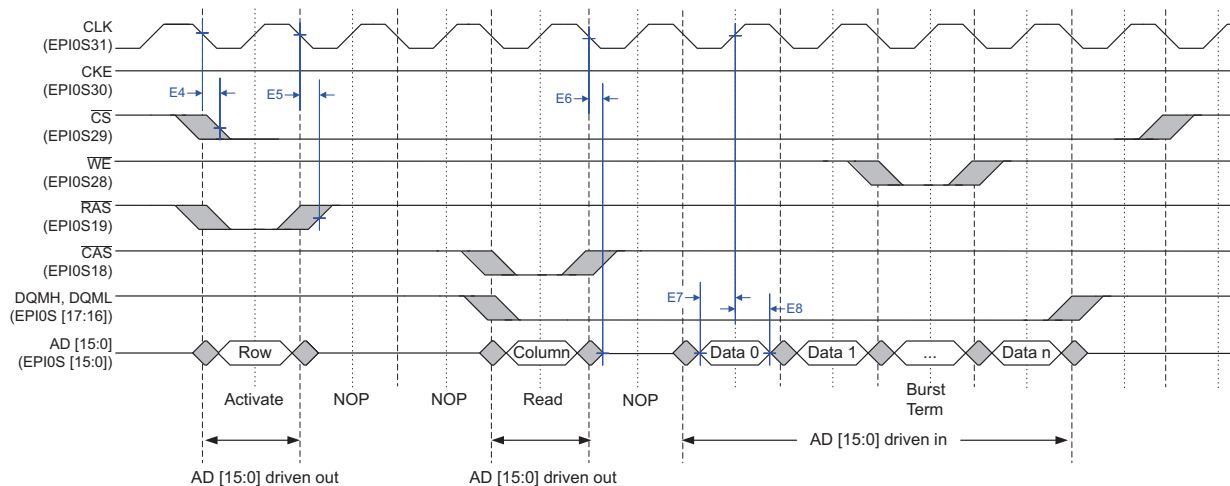 CLK
(EPI0S31)
CKE
(EPI0S30)
E4
E5
E6
CS
(EPI0S29)
WE
(EPI0S28)
RAS
(EPI0S19)
CAS
(EPI0S18)
DQMH, DQML
(EPI0S [17:16])
E7
E8
AD [15:0]
(EPI0S [15:0])
Row
Column
Data 0
Data 1
...
Data n
Activate
NOP
NOP
Read
NOP
Burst
Term
AD [15:0] driven in
AD [15:0] driven out
AD [15:0] driven out